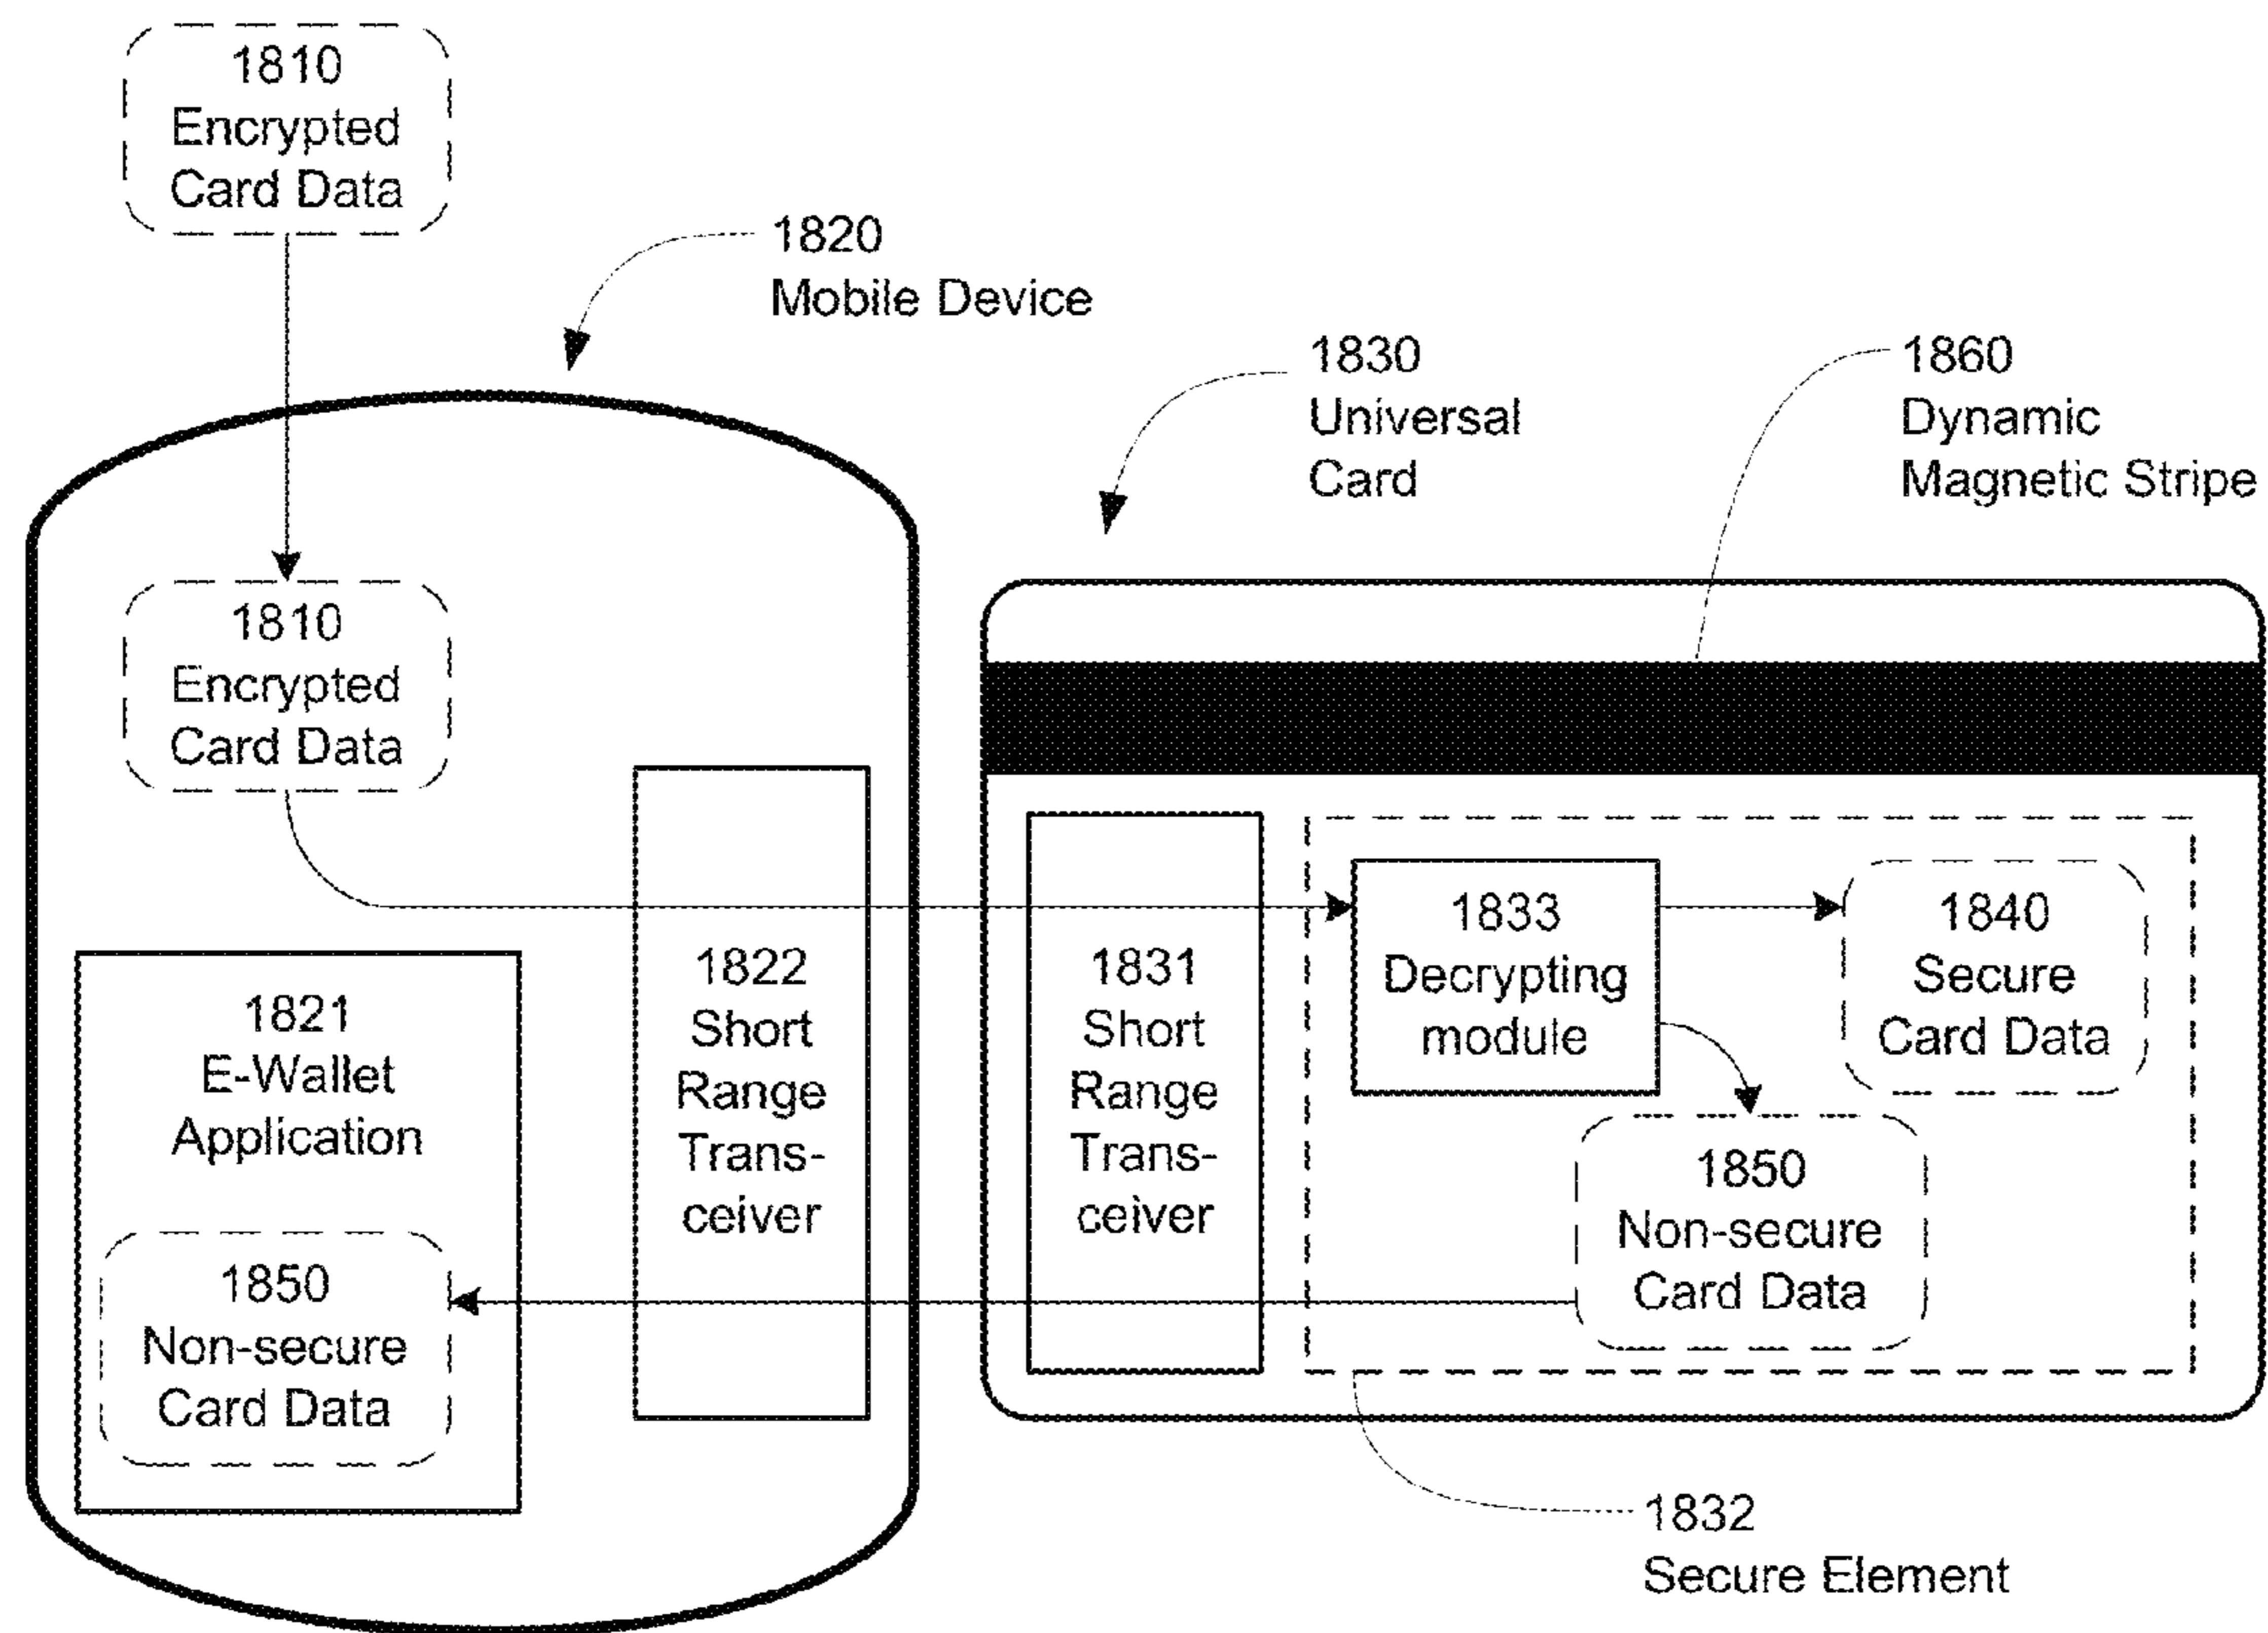 1810
Encrypted
Card Data
1820
Mobile Device
1830
Universal
Card
1860
Dynamic
Magnetic Stripe
1810
Encrypted
Card Data
1821
E-Wallet
Application
1850
Non-secure
Card Data
1822
Short
Range
Trans-
ceiver
1831
Short
Range
Trans-
ceiver
1833
Decrypting
module
1840
Secure
Card Data
1850
Non-secure
Card Data
1832
Secure Element